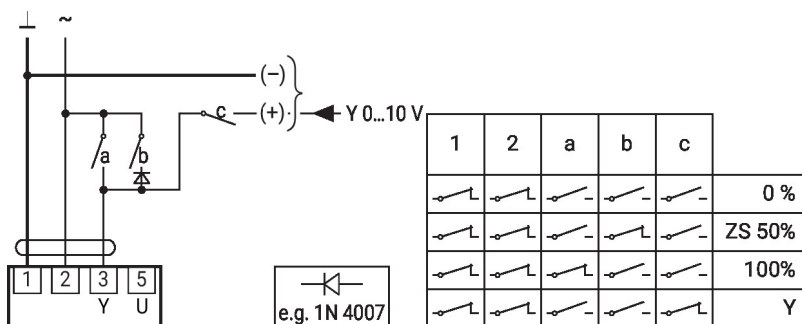 ⊥ ~
(–)
c (+) Y 0...10 V
a b
1 2 3 5
Y U
e.g. 1N 4007
1 2 a b c
0 %
ZS 50%
100%
Y